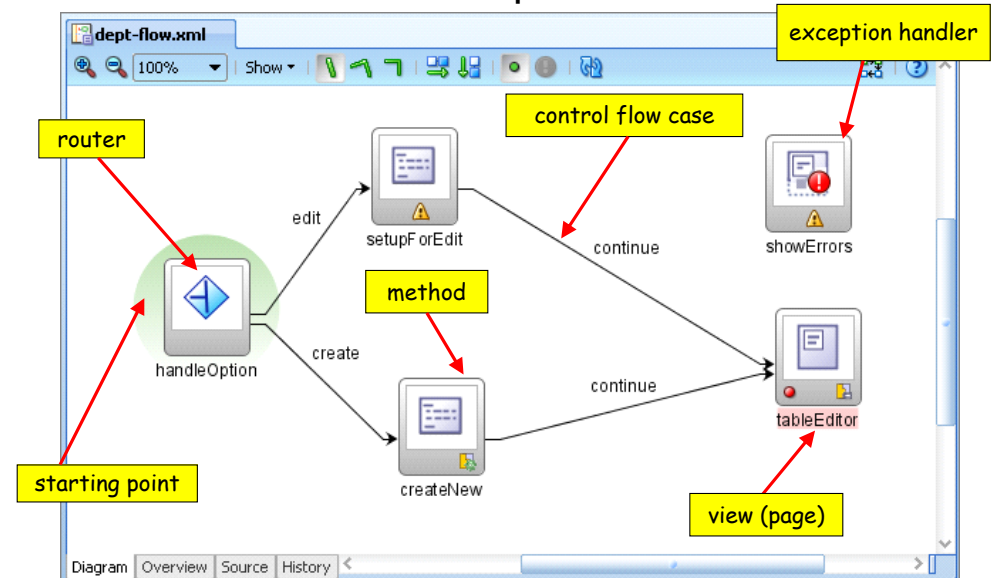 dept-flow.xml
exception handler
100%
Show
control flow case
router
edit
setupForEdit
continue
showErrors
method
handleOption
create
continue
tableEditor
starting point
createNew
view (page)
Diagram
Overview
Source
History